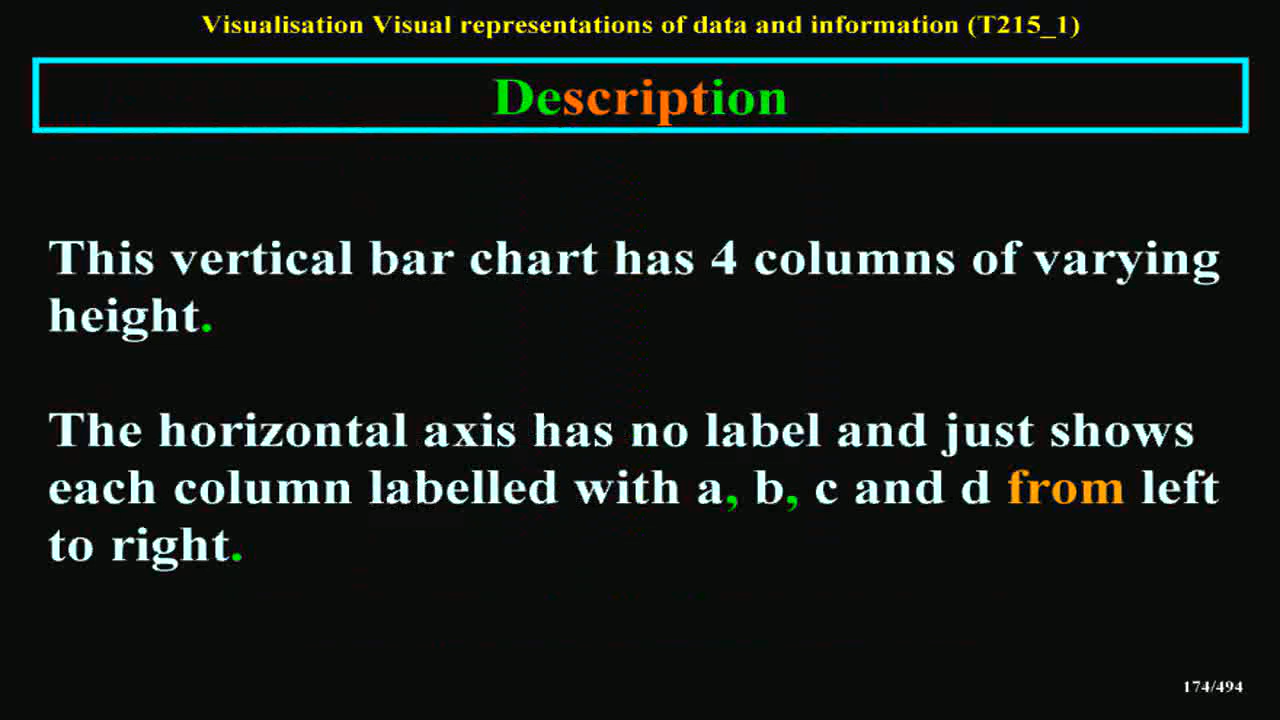 Visualisation Visual representations of data and information (T215_1)
Description
This vertical bar chart has 4 columns of varying
height.
The horizontal axis has no label and just shows
each column labelled with a, b, c and d from left
to right.
174/494